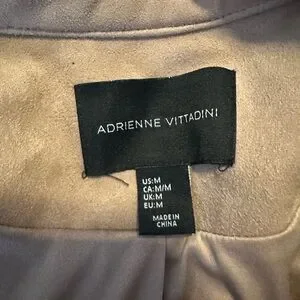 ADRIENNE VITTADINI
US:M
CA:M/M
UK:M
EU:M
MADE IN
CHINA